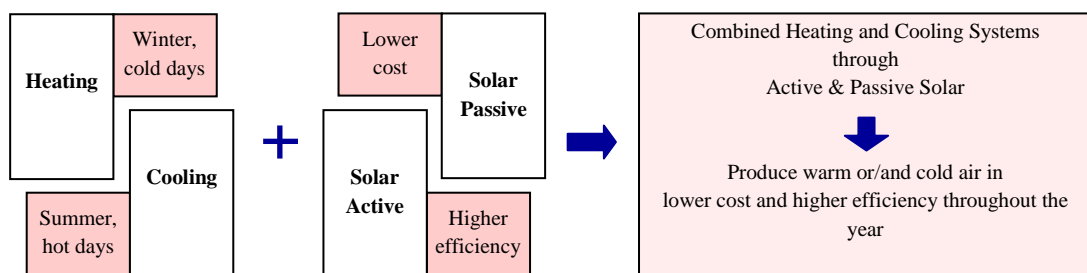 Heating
Winter,
cold days
Cooling
Summer,
hot days
+
Lower
cost
Solar
Passive
Solar
Active
Higher
efficiency
Combined Heating and Cooling Systems
through
Active & Passive Solar
Produce warm or/and cold air in
lower cost and higher efficiency throughout the
year